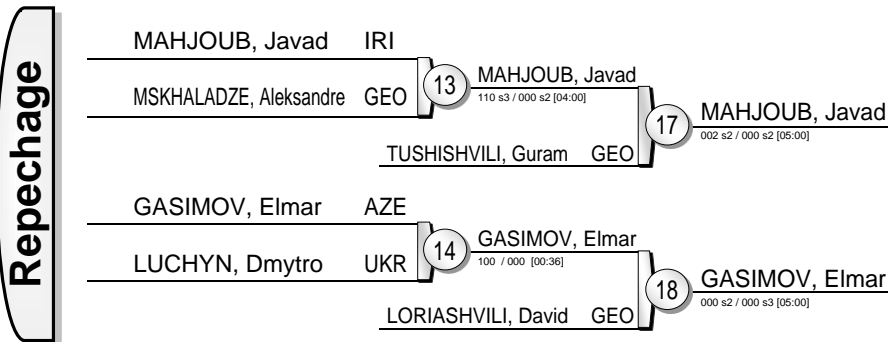 Repechage
MAHJOUB, Javad IRI
MSKHALADZE, Aleksandre GEO
13
MAHJOUB, Javad
110 s3 / 000 s2 [04:00]
TUSHISHVILI, Guram GEO
17
MAHJOUB, Javad
002 s2 / 000 s2 [05:00]
GASIMOV, Elmar AZE
LUCHYN, Dmytro UKR
14
GASIMOV, Elmar
100 / 000 [00:36]
LORIASHVILI, David GEO
18
GASIMOV, Elmar
000 s2 / 000 s3 [05:00]